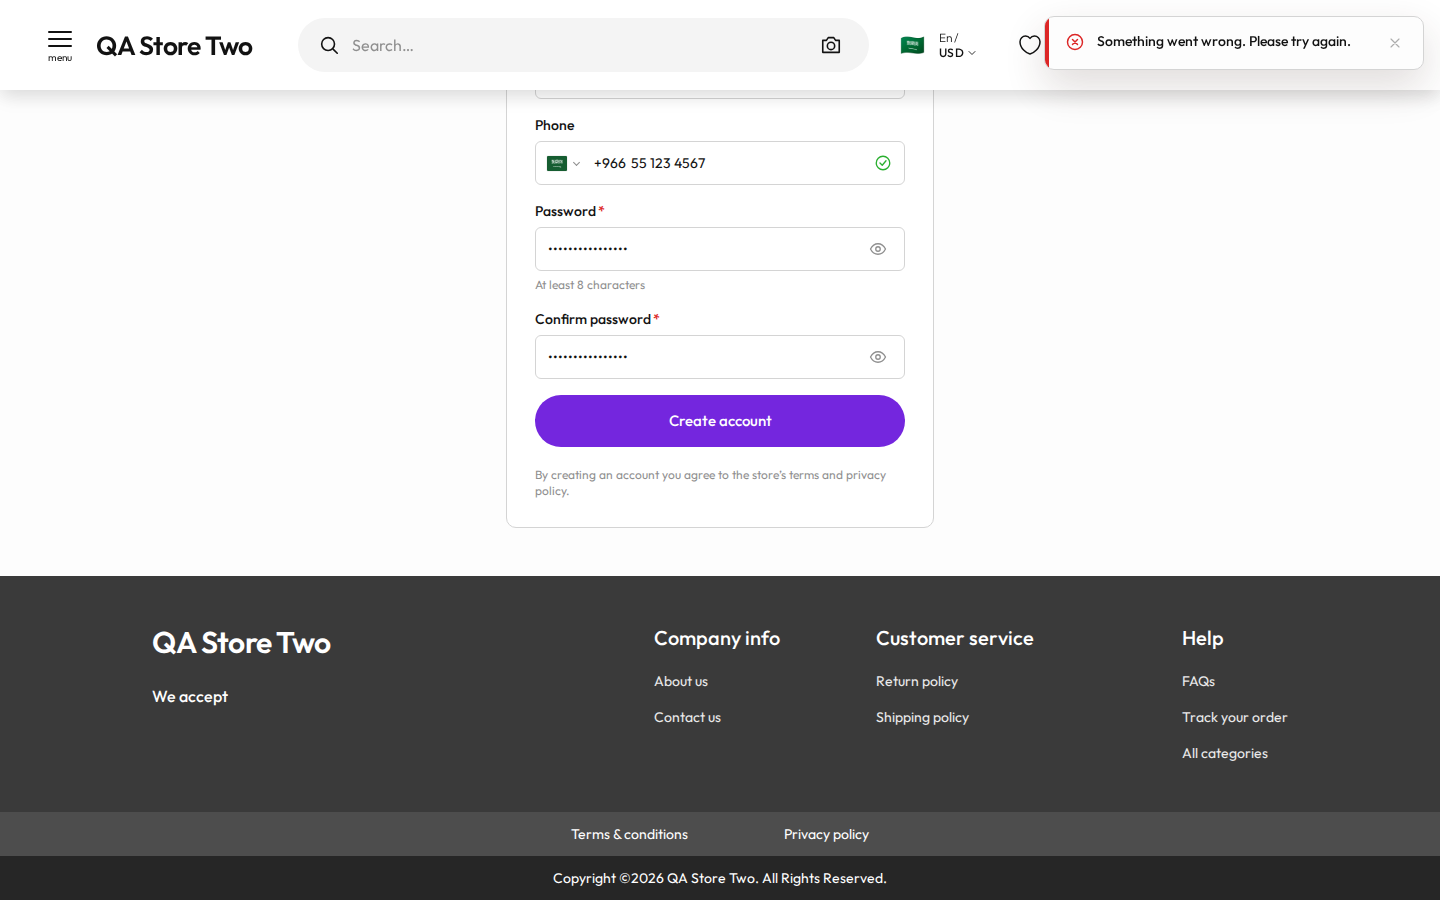 menu
QA Store Two
Search...
En /
USD
Something went wrong. Please try again.
Phone
+966 55 123 4567
Password *
••••••••••••••••
At least 8 characters
Confirm password *
••••••••••••••••
Create account
By creating an account you agree to the store's terms and privacy
policy.
QA Store Two
We accept
Company info
About us
Contact us
Customer service
Return policy
Shipping policy
Help
FAQs
Track your order
All categories
Terms & conditions
Privacy policy
Copyright ©2026 QA Store Two. All Rights Reserved.